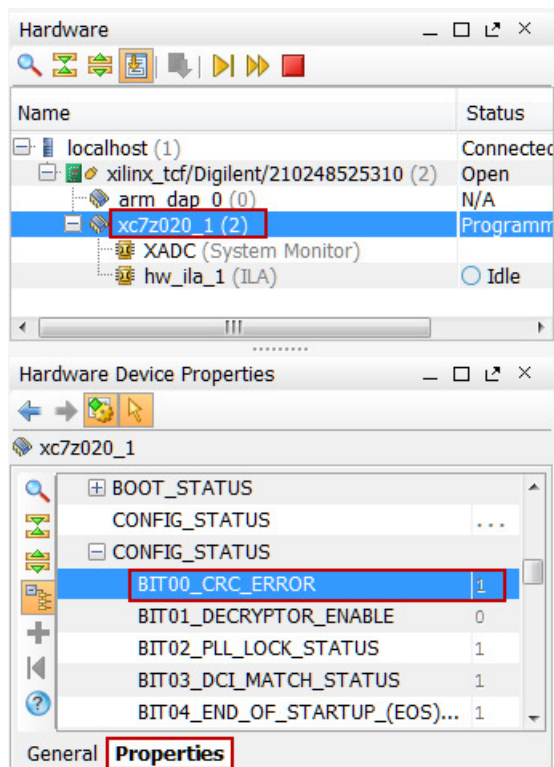 Hardware
Name Status
localhost (1) Connected
xilinx_tcf/Digilent/210248525310 (2) Open
arm_dap_0 (0) N/A
xc7z020_1 (2) Programm
XADC (System Monitor)
hw_ila_1 (ILA) Idle
Hardware Device Properties
xc7z020_1
BOOT_STATUS
CONFIG_STATUS ...
CONFIG_STATUS
BIT00_CRC_ERROR 1
BIT01_DECRYPTOR_ENABLE 0
BIT02_PLL_LOCK_STATUS 1
BIT03_DCI_MATCH_STATUS 1
BIT04_END_OF_STARTUP_(EOS)... 1
General Properties